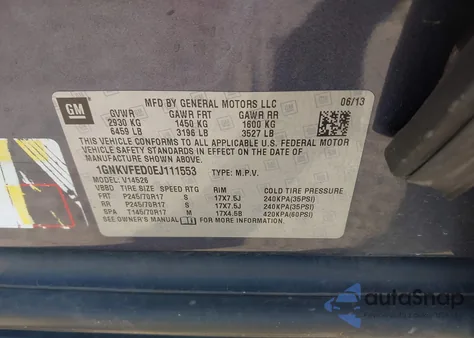 GM
MFD BY GENERAL MOTORS LLC 06/13
GVWR GAWR FRT GAWR RR
2930 KG 1450 KG 1600 KG
6459 LB 3196 LB 3527 LB
THIS VEHICLE CONFORMS TO ALL APPLICABLE U.S. FEDERAL MOTOR
VEHICLE SAFETY STANDARDS IN EFFECT ON THE DATE OF
MANUFACTURE SHOWN ABOVE.
1GNKVFED0EJ111553 TYPE: M.P.V.
MODEL: V14526
VBBD TIRE SIZE SPEED RTG RIM COLD TIRE PRESSURE
FRT P245/70R17 S 17X7.5J 240KPA(35PSI)
RR P245/70R17 S 17X7.5J 240KPA(35PSI)
SPA T145/70R17 M 17X4.5B 420KPA(60PSI)
SEE OWNER'S MANUAL FOR MORE INFORMATION.
autoSnap